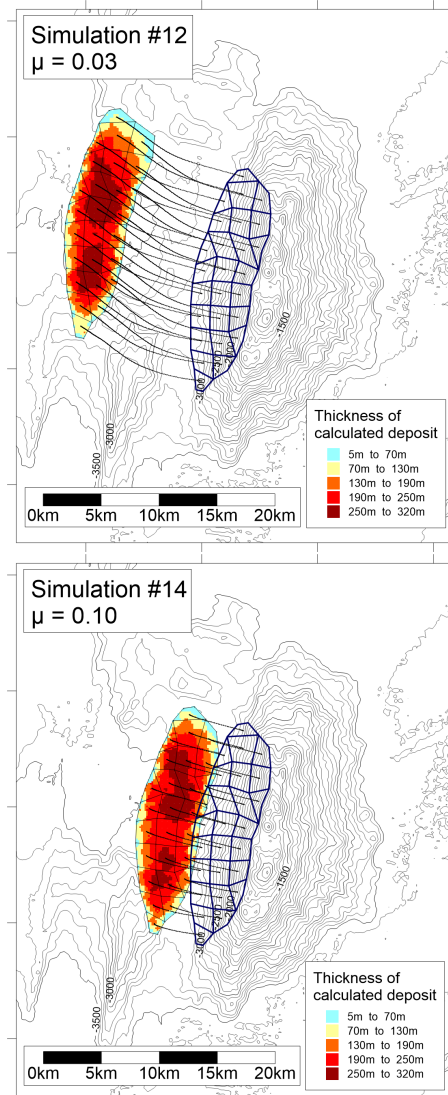 Simulation #12
μ = 0.03
-1500
-2000
-2500
-3000
-3000
-3500
Thickness of
calculated deposit
5m to 70m
70m to 130m
130m to 190m
190m to 250m
250m to 320m
0km 5km 10km 15km 20km
Simulation #14
μ = 0.10
-1500
-2000
-2500
-3000
-3000
-3500
Thickness of
calculated deposit
5m to 70m
70m to 130m
130m to 190m
190m to 250m
250m to 320m
0km 5km 10km 15km 20km